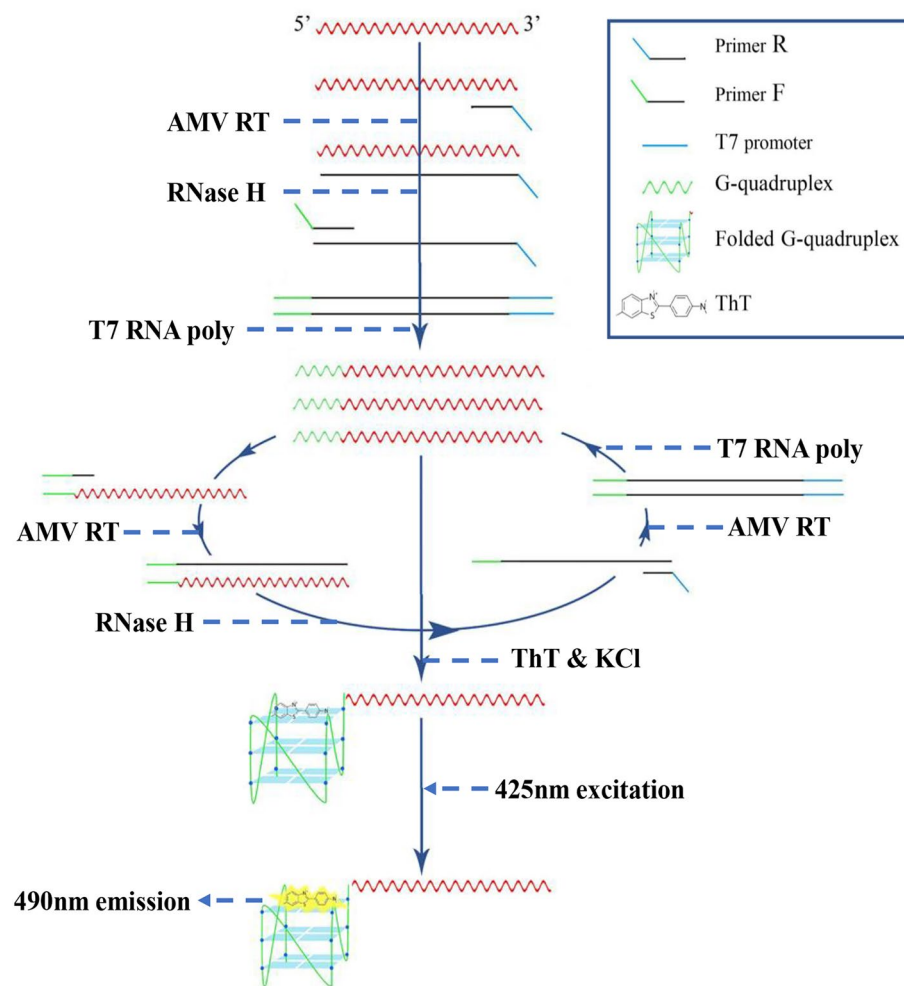 5’ 3’
Primer R
Primer F
AMV RT
T7 promoter
RNase H
G-quadruplex
Folded G-quadruplex
N⁺
S
N
ThT
T7 RNA poly
T7 RNA poly
AMV RT
AMV RT
RNase H
ThT & KCl
425nm excitation
490nm emission